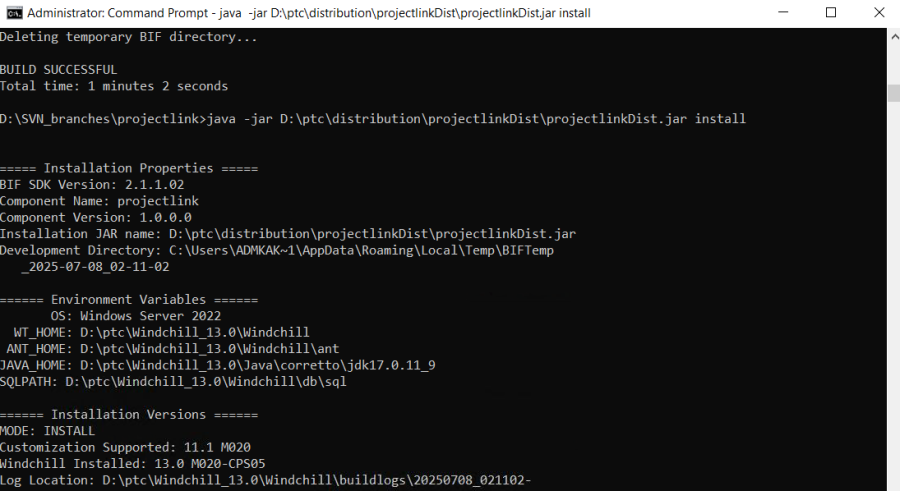 Administrator: Command Prompt - java  -jar D:\ptc\distribution\projectlinkDist\projectlinkDist.jar install
Deleting temporary BIF directory...
BUILD SUCCESSFUL
Total time: 1 minutes 2 seconds
D:\SVN_branches\projectlink>java -jar D:\ptc\distribution\projectlinkDist\projectlinkDist.jar install
===== Installation Properties =====
BIF SDK Version: 2.1.1.02
Component Name: projectlink
Component Version: 1.0.0.0
Installation JAR name: D:\ptc\distribution\projectlinkDist\projectlinkDist.jar
Development Directory: C:\Users\ADMKAK~1\AppData\Roaming\Local\Temp\BIFTemp
_2025-07-08_02-11-02
====== Environment Variables ======
OS: Windows Server 2022
WT_HOME: D:\ptc\Windchill_13.0\Windchill
ANT_HOME: D:\ptc\Windchill_13.0\Windchill\ant
JAVA_HOME: D:\ptc\Windchill_13.0\Java\corretto\jdk17.0.11_9
SQLPATH: D:\ptc\Windchill_13.0\Windchill\db\sql
====== Installation Versions ======
MODE: INSTALL
Customization Supported: 11.1 M020
Windchill Installed: 13.0 M020-CPS05
Log Location: D:\ptc\Windchill_13.0\Windchill\buildlogs\20250708_021102-